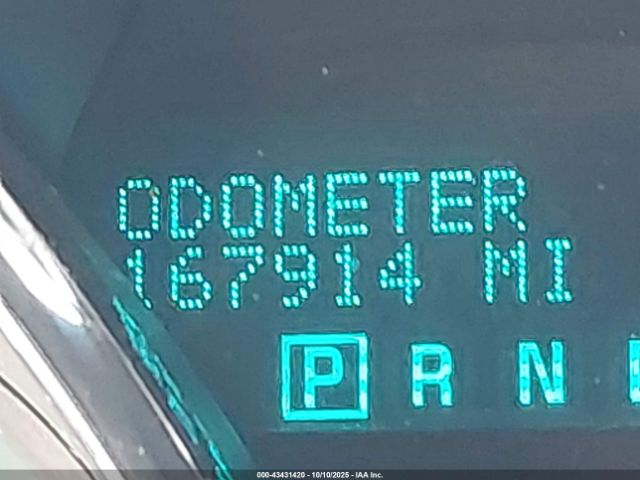 ODOMETER
167914 MI
P R N
000-43431420 - 10/10/2025 - IAA Inc.